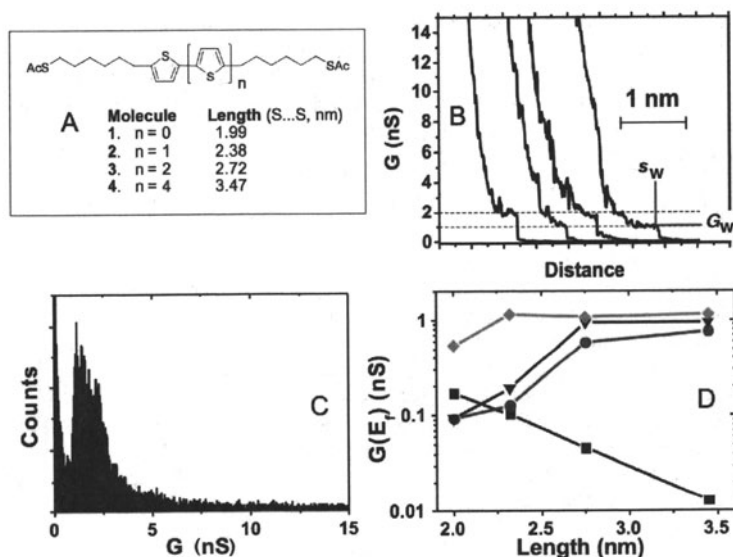 AcS S S n SAc
A
Molecule Length (S...S, nm)
1. n = 0 1.99
2. n = 1 2.38
3. n = 2 2.72
4. n = 4 3.47
B
G (nS)
14
12
10
8
6
4
2
0
1 nm
s_W
G_W
Distance
C
Counts
0 5 10 15
G (nS)
D
G(E_f) (nS)
1
0.1
0.01
2.0 2.5 3.0 3.5
Length (nm)